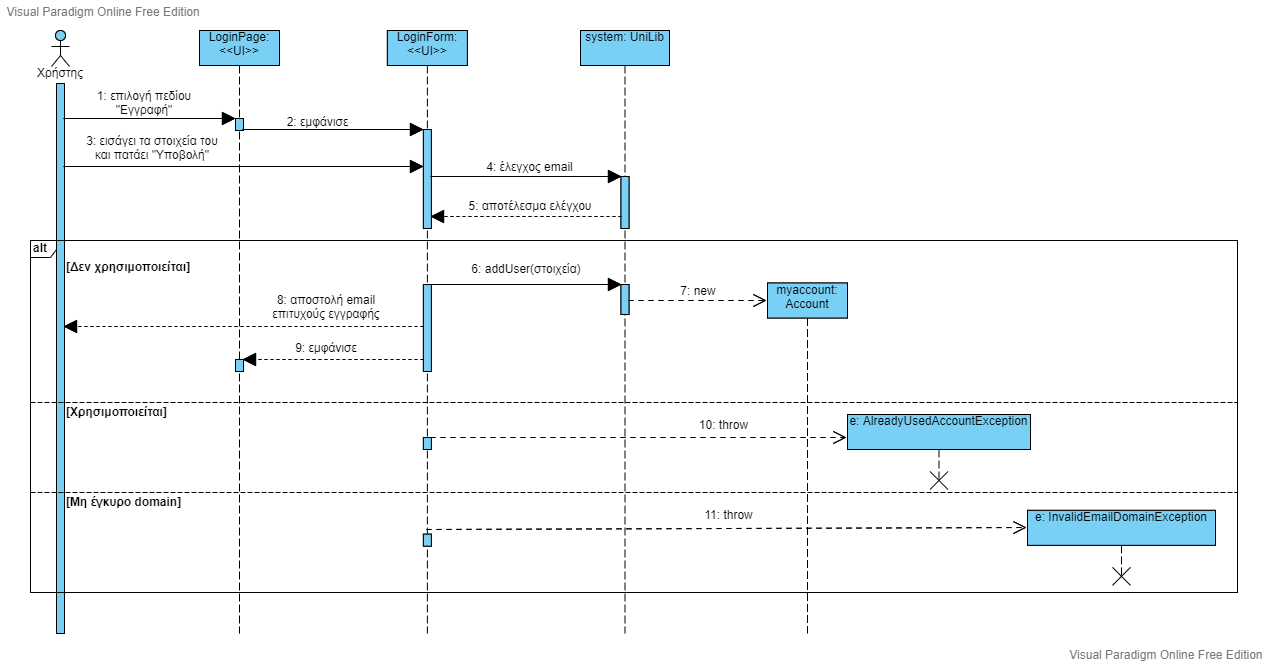 Visual Paradigm Online Free Edition
LoginPage:
<<UI>>
LoginForm:
<<UI>>
system: UniLib
Χρήστης
1: επιλογή πεδίου
"Εγγραφή"
2: εμφάνισε
3: εισάγει τα στοιχεία του
και πατάει "Υποβολή"
4: έλεγχος email
5: αποτέλεσμα ελέγχου
alt
[Δεν χρησιμοποιείται]
6: addUser(στοιχεία)
7: new
myaccount:
Account
8: αποστολή email
επιτυχούς εγγραφής
9: εμφάνισε
[Χρησιμοποιείται]
10: throw
e: AlreadyUsedAccountException
[Μη έγκυρο domain]
11: throw
e: InvalidEmailDomainException
Visual Paradigm Online Free Edition